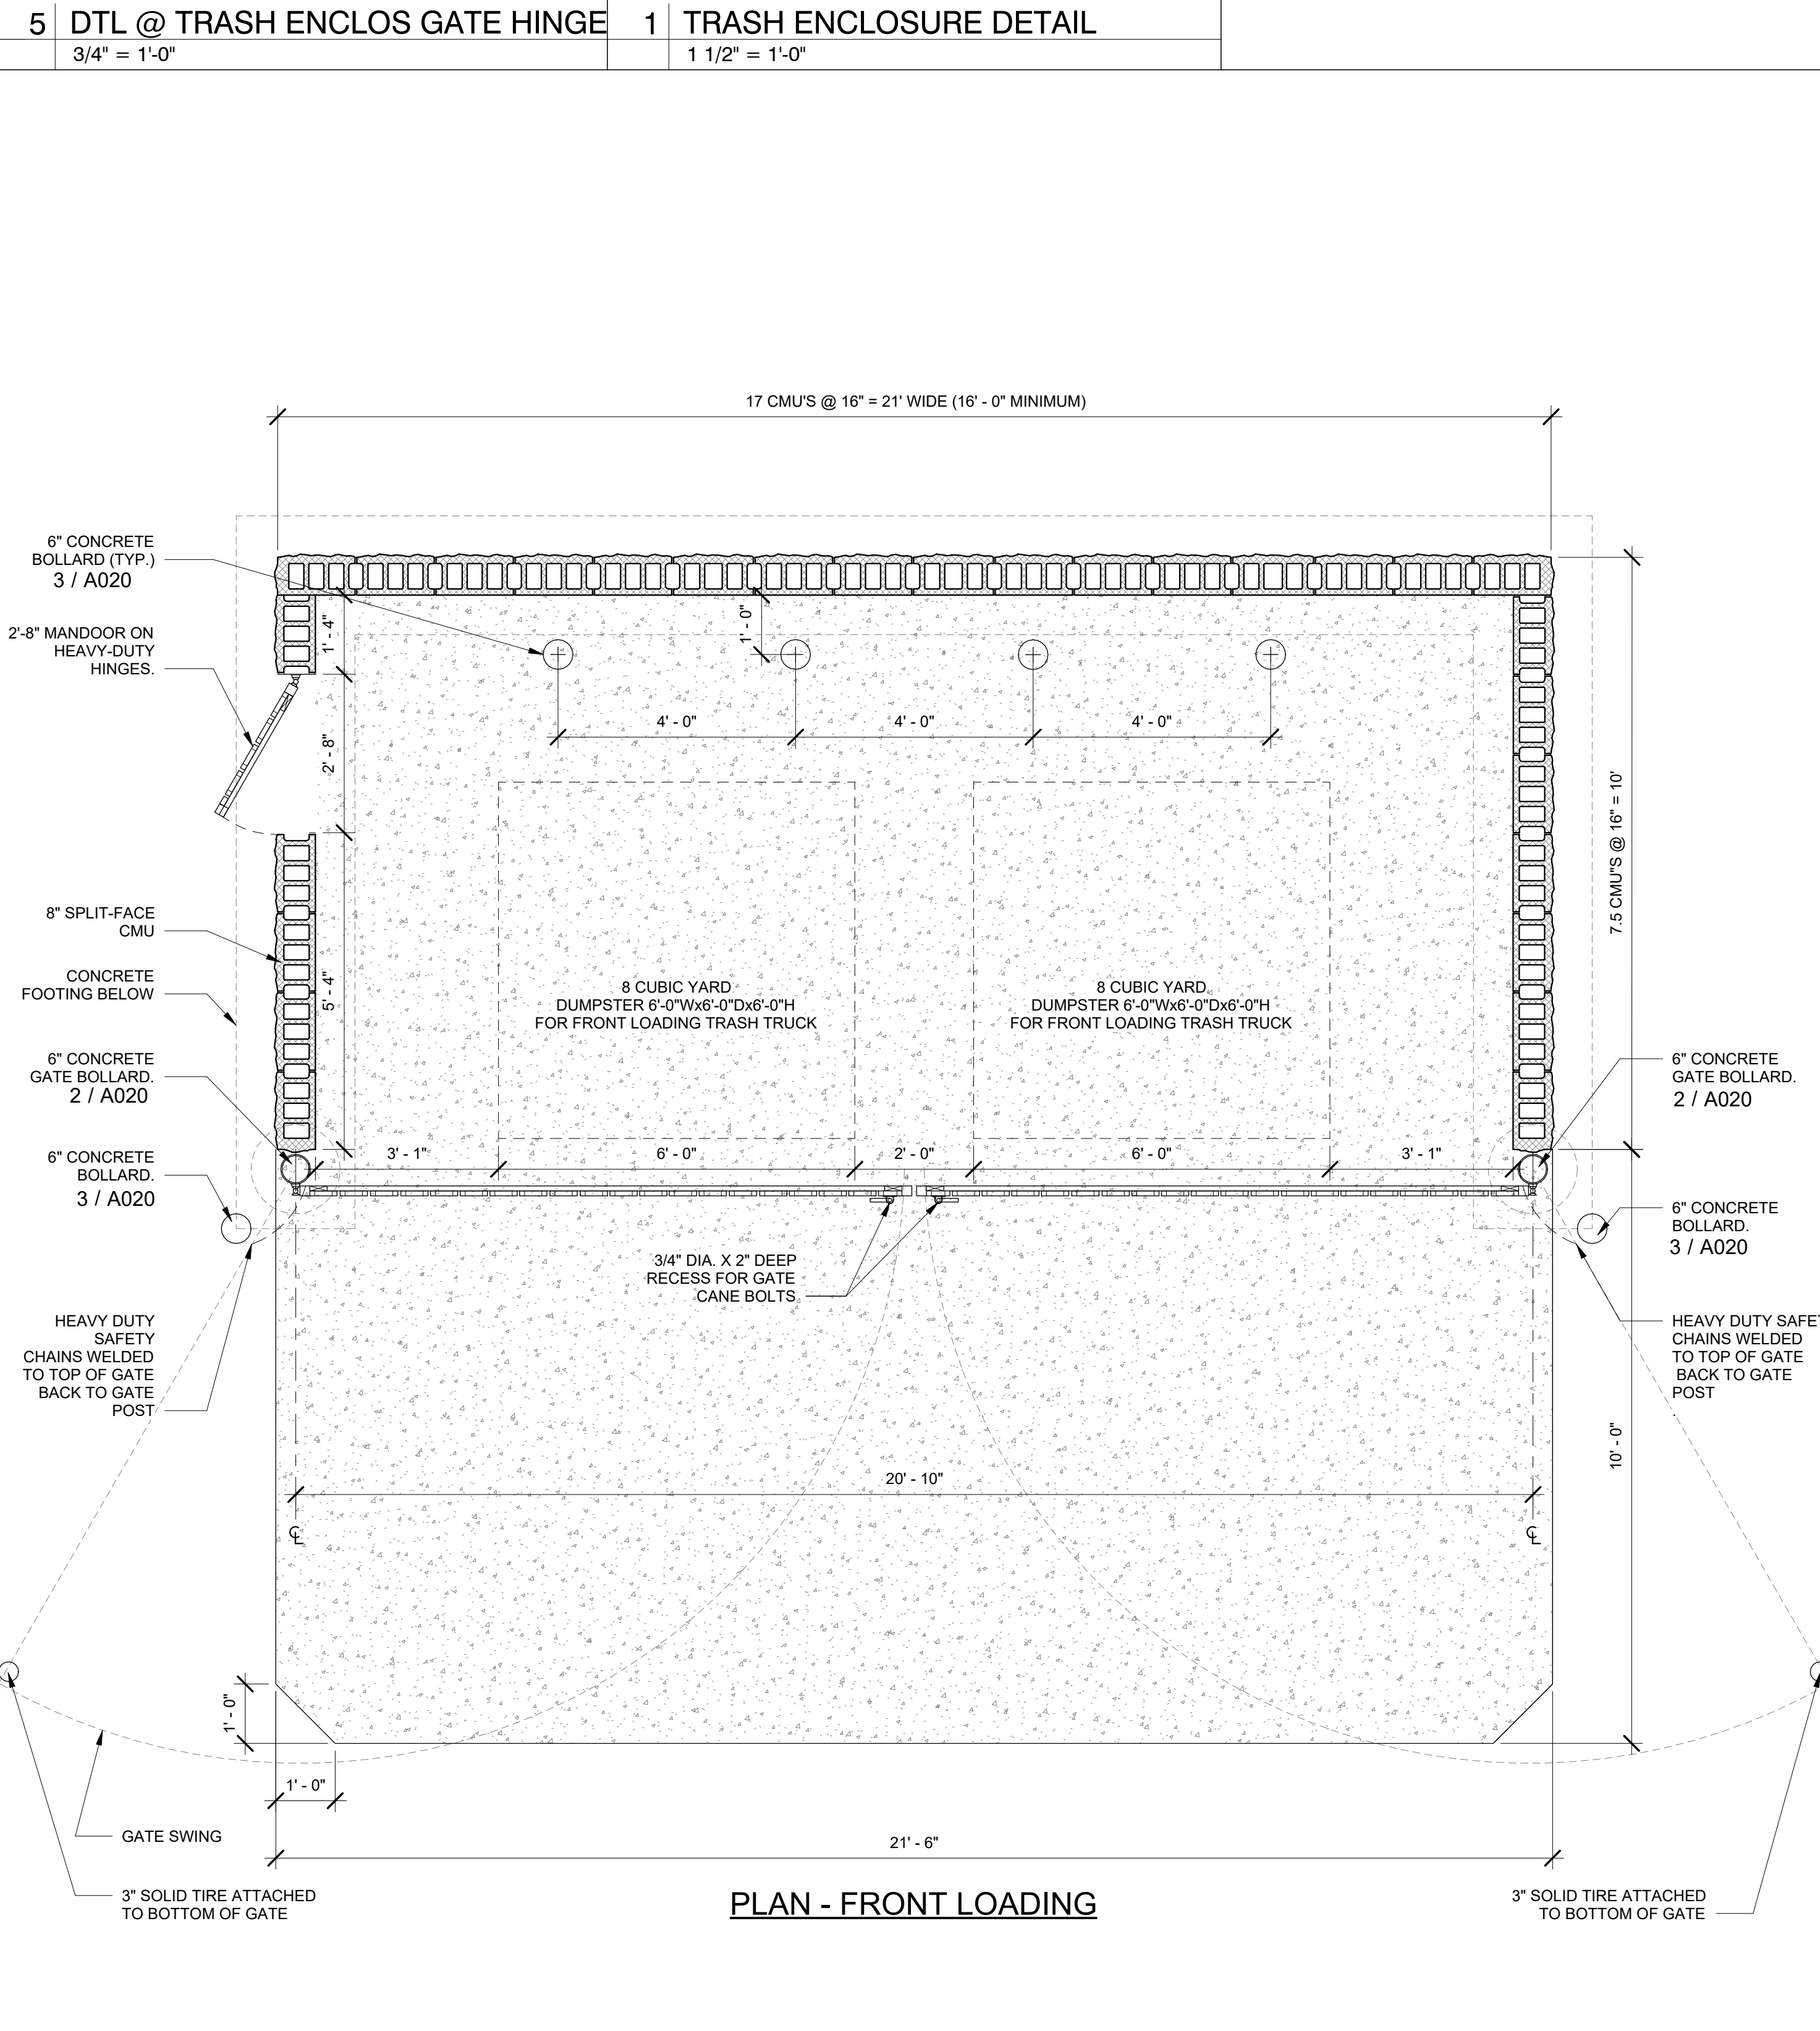 5 DTL @ TRASH ENCLOS GATE HINGE
3/4" = 1'-0"
1 TRASH ENCLOSURE DETAIL
1 1/2" = 1'-0"
17 CMU'S @ 16" = 21' WIDE (16' - 0" MINIMUM)
6" CONCRETE
BOLLARD (TYP.)
3 / A020
2'-8" MANDOOR ON
HEAVY-DUTY
HINGES.
8" SPLIT-FACE
CMU
CONCRETE
FOOTING BELOW
6" CONCRETE
GATE BOLLARD.
2 / A020
6" CONCRETE
BOLLARD.
3 / A020
HEAVY DUTY
SAFETY
CHAINS WELDED
TO TOP OF GATE
BACK TO GATE
POST
1' - 4"
2' - 8"
5' - 4"
1' - 0"
4' - 0"
4' - 0"
4' - 0"
8 CUBIC YARD
DUMPSTER 6'-0"Wx6'-0"Dx6'-0"H
FOR FRONT LOADING TRASH TRUCK
8 CUBIC YARD
DUMPSTER 6'-0"Wx6'-0"Dx6'-0"H
FOR FRONT LOADING TRASH TRUCK
3' - 1"
6' - 0"
2' - 0"
6' - 0"
3' - 1"
3/4" DIA. X 2" DEEP
RECESS FOR GATE
CANE BOLTS
7.5 CMU'S @ 16" = 10'
10' - 0"
6" CONCRETE
GATE BOLLARD.
2 / A020
6" CONCRETE
BOLLARD.
3 / A020
HEAVY DUTY SAFET
CHAINS WELDED
TO TOP OF GATE
BACK TO GATE
POST
.
20' - 10"
℄
℄
1' - 0"
1' - 0"
21' - 6"
GATE SWING
3" SOLID TIRE ATTACHED
TO BOTTOM OF GATE
PLAN - FRONT LOADING
3" SOLID TIRE ATTACHED
TO BOTTOM OF GATE